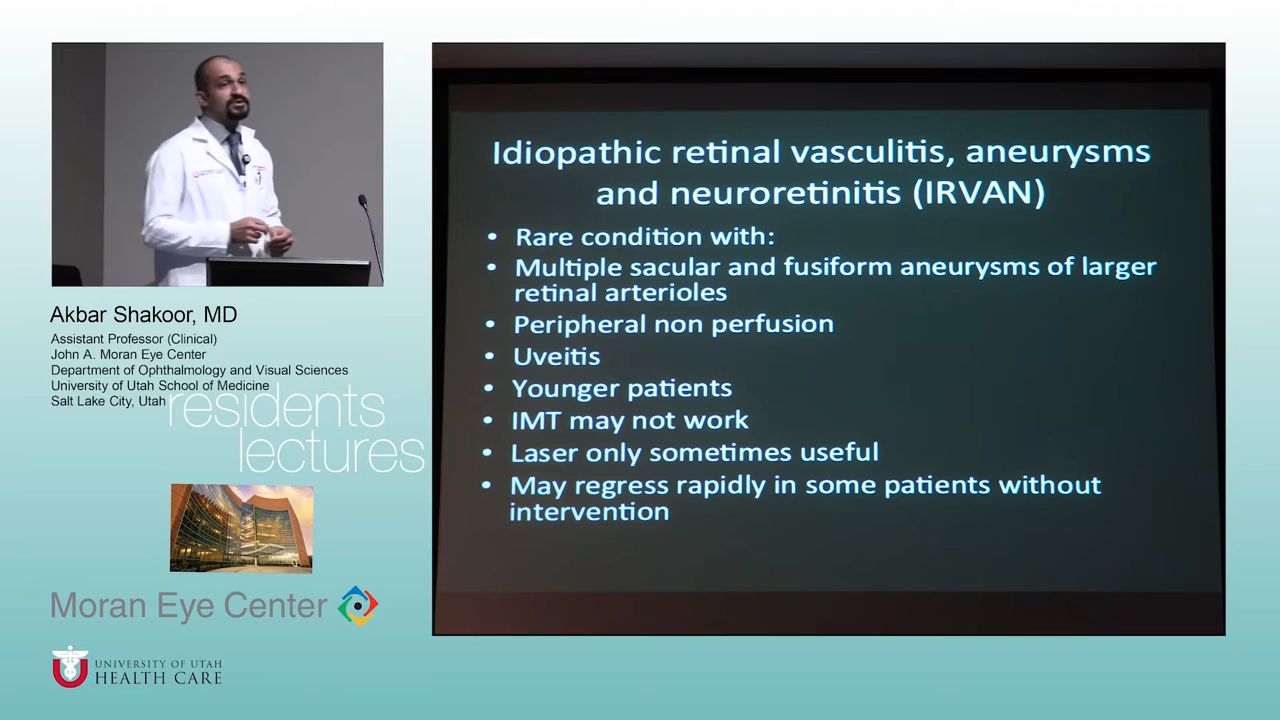 Idiopathic retinal vasculitis, aneurysms
and neuroretinitis (IRVAN)
• Rare condition with:
• Multiple sacular and fusiform aneurysms of larger
retinal arterioles
• Peripheral non perfusion
• Uveitis
• Younger patients
• IMT may not work
• Laser only sometimes useful
• May regress rapidly in some patients without
intervention
Akbar Shakoor, MD
Assistant Professor (Clinical)
John A. Moran Eye Center
Department of Ophthalmology and Visual Sciences
University of Utah School of Medicine
Salt Lake City, Utah
residents
lectures
Moran Eye Center
UNIVERSITY OF UTAH
HEALTH CARE